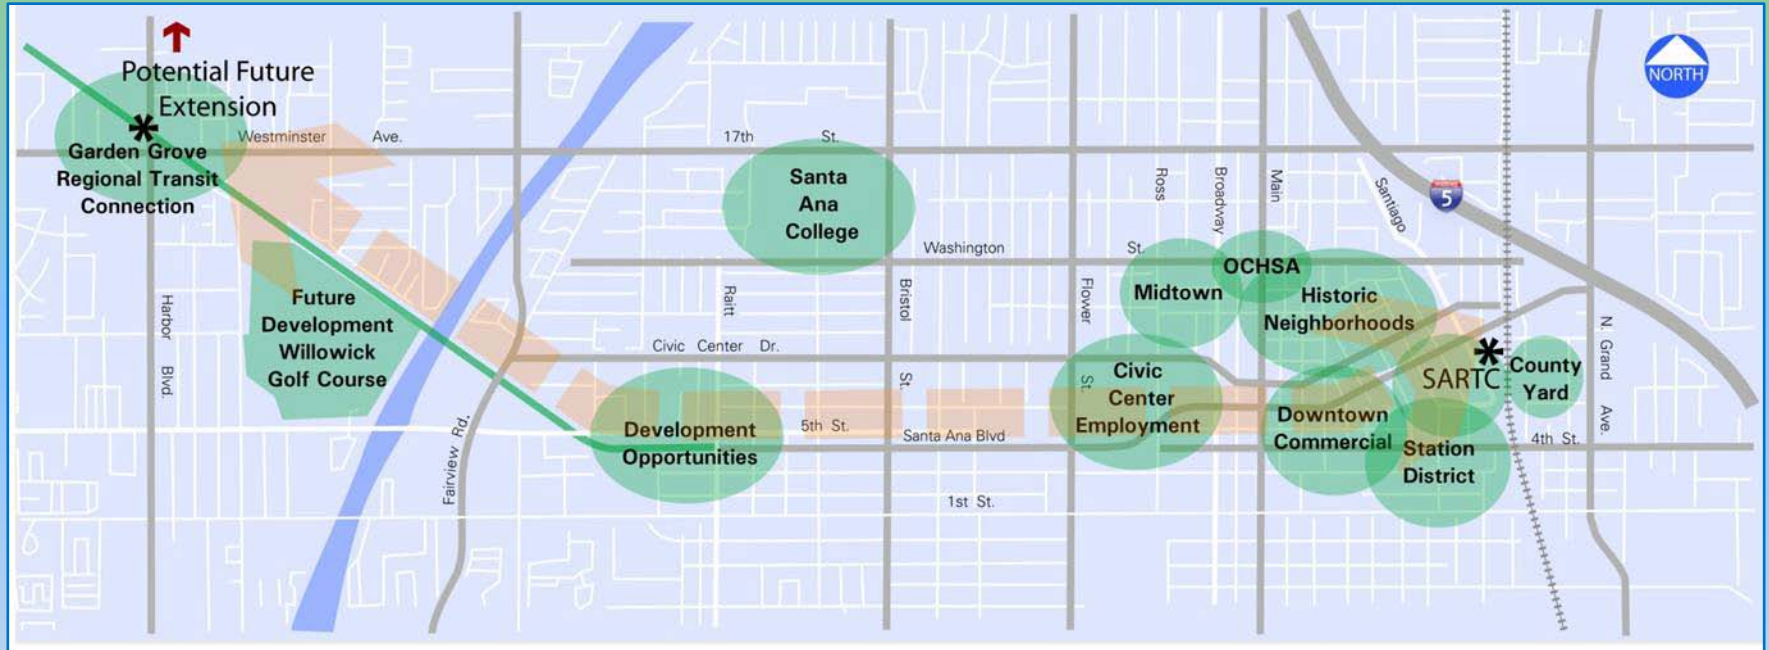 Potential Future
Extension
Garden Grove
Regional Transit
Connection
Westminster Ave.
17th St.
NORTH
Santa
Ana
College
Ross
Broadway
Main
Santiago
5
Washington St.
OCHSA
Midtown
Historic
Neighborhoods
Harbor Blvd.
Future
Development
Willowick
Golf Course
Raitt
Bristol St.
Flower St.
N. Grand Ave.
Civic Center Dr.
Civic
Center
Employment
SARTC
County
Yard
Fairview Rd.
Development
Opportunities
5th St.
Santa Ana Blvd
Downtown
Commercial
Station
District
4th St.
1st St.